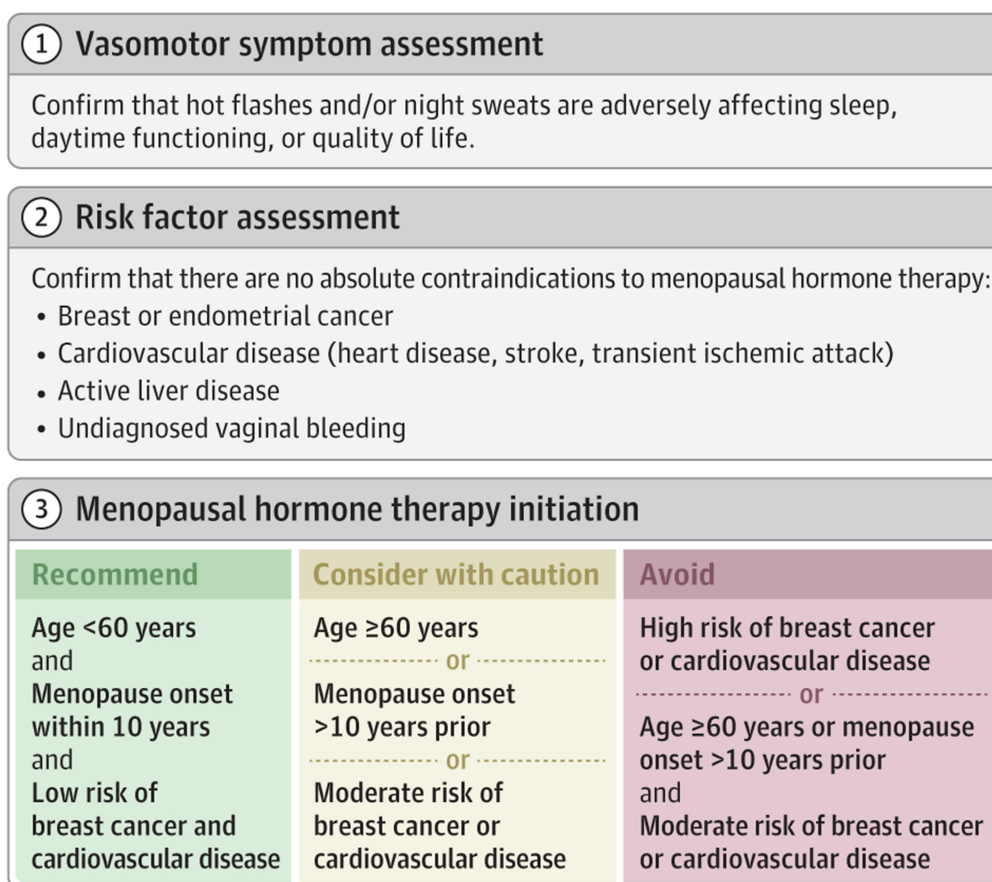 1 Vasomotor symptom assessment
Confirm that hot flashes and/or night sweats are adversely affecting sleep,
daytime functioning, or quality of life.
2 Risk factor assessment
Confirm that there are no absolute contraindications to menopausal hormone therapy:
• Breast or endometrial cancer
• Cardiovascular disease (heart disease, stroke, transient ischemic attack)
• Active liver disease
• Undiagnosed vaginal bleeding
3 Menopausal hormone therapy initiation
Recommend
Age <60 years
and
Menopause onset
within 10 years
and
Low risk of
breast cancer and
cardiovascular disease
Consider with caution
Age ≥60 years
or
Menopause onset
>10 years prior
or
Moderate risk of
breast cancer or
cardiovascular disease
Avoid
High risk of breast cancer
or cardiovascular disease
or
Age ≥60 years or menopause
onset >10 years prior
and
Moderate risk of breast cancer
or cardiovascular disease